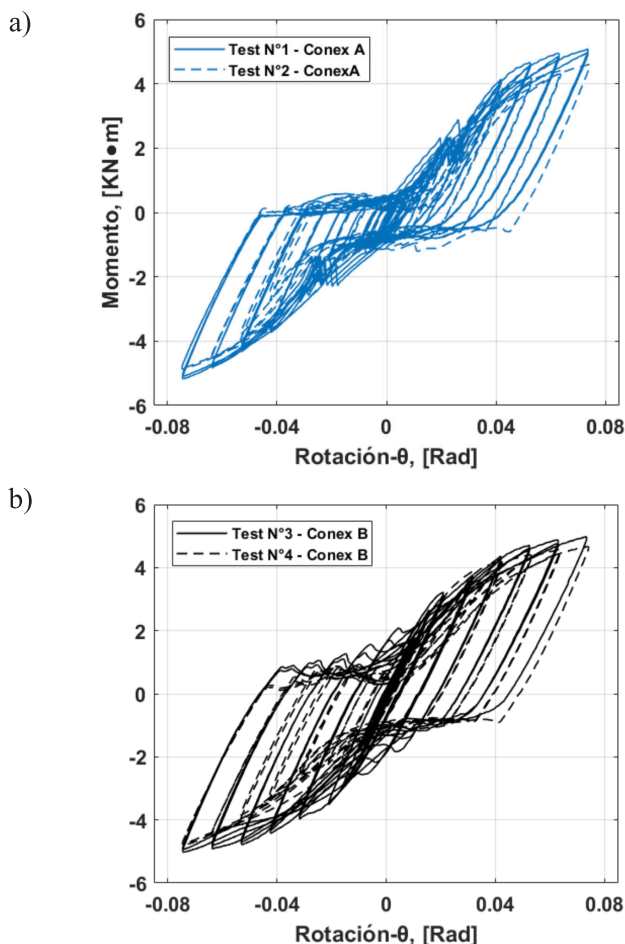 a)
6
4
2
0
-2
-4
-6
Momento, [KN●m]
Test N°1 - Conex A
Test N°2 - ConexA
-0.08
-0.04
0
0.04
0.08
Rotación-θ, [Rad]
b)
6
4
2
0
-2
-4
-6
Momento, [KN●m]
Test N°3 - Conex B
Test N°4 - Conex B
-0.08
-0.04
0
0.04
0.08
Rotación-θ, [Rad]